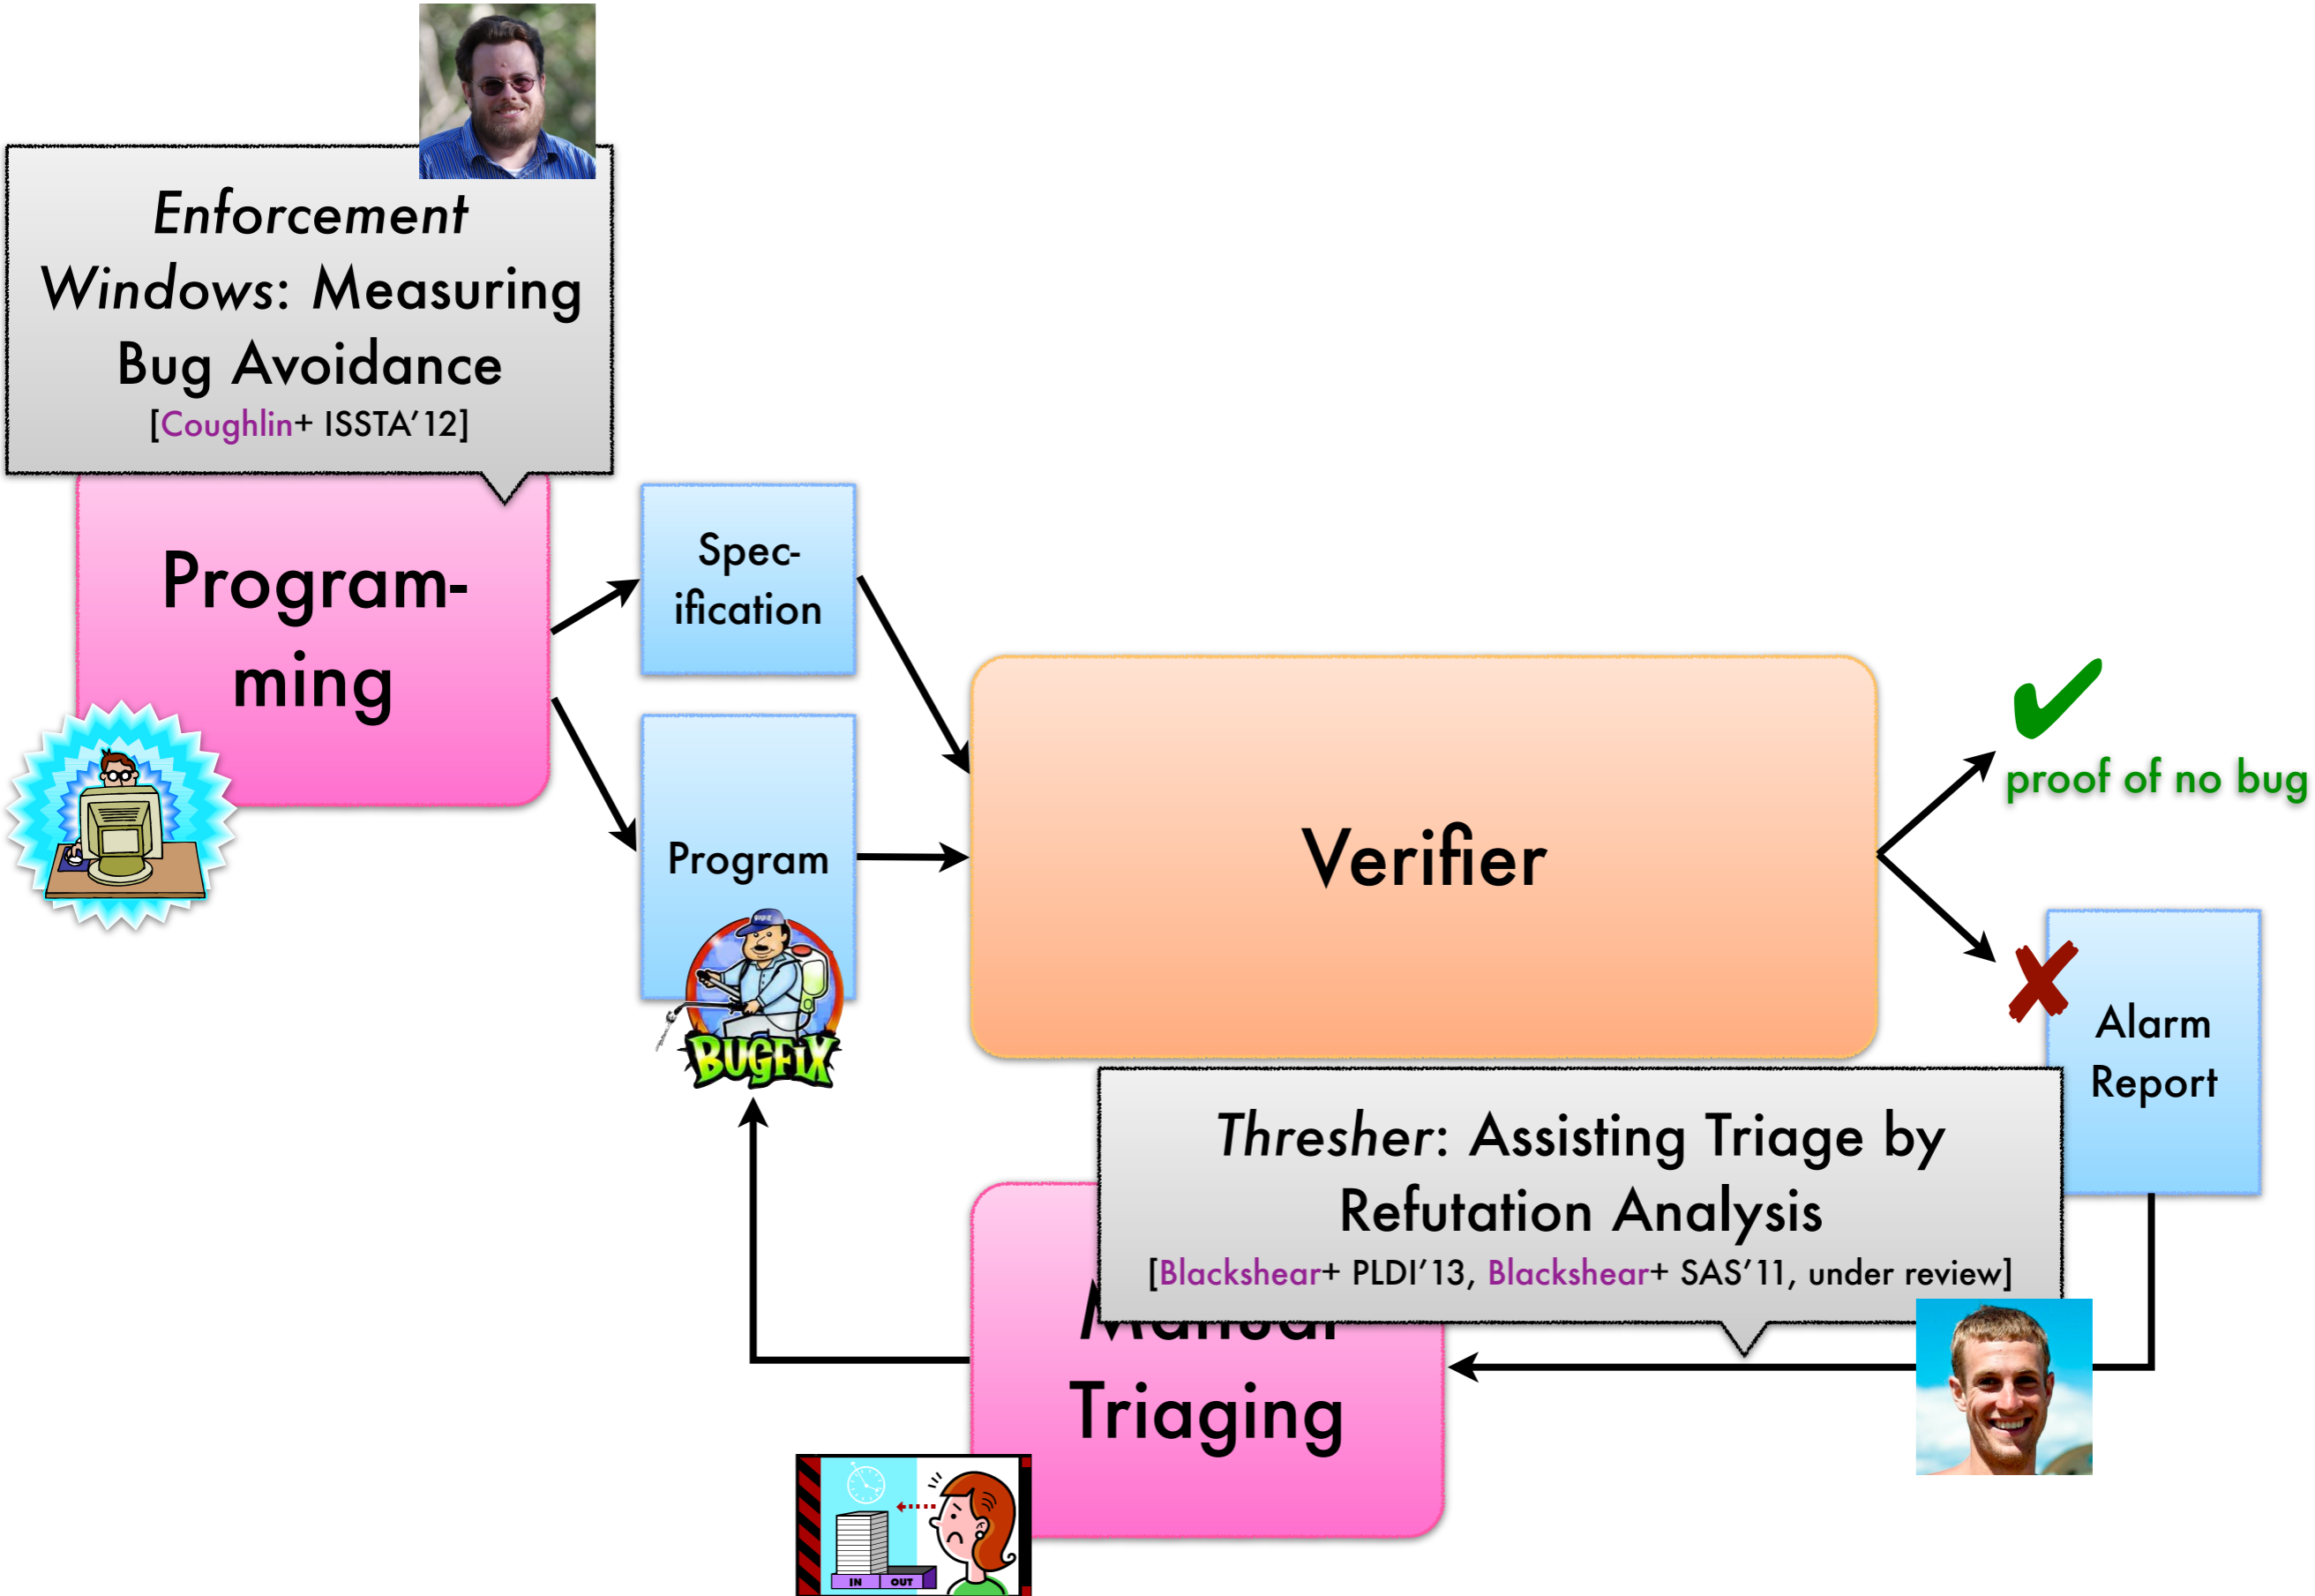 Enforcement
Windows: Measuring
Bug Avoidance
[Coughlin+ ISSTA’12]
Program-
ming
Spec-
ification
Program
BUGFIX
Verifier
proof of no bug
Alarm
Report
Thresher: Assisting Triage by
Refutation Analysis
[Blackshear+ PLDI’13, Blackshear+ SAS’11, under review]
Manual
Triaging
IN OUT